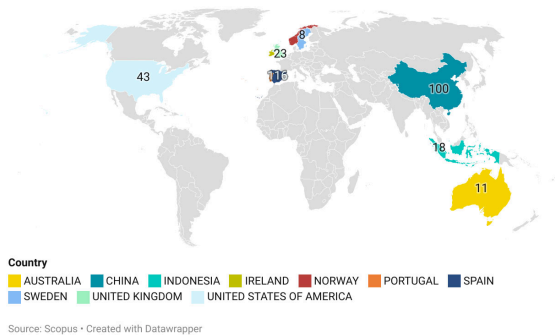 8
23
43
100
18
11
Country
AUSTRALIA CHINA INDONESIA IRELAND NORWAY PORTUGAL SPAIN
SWEDEN UNITED KINGDOM UNITED STATES OF AMERICA
Source: Scopus • Created with Datawrapper